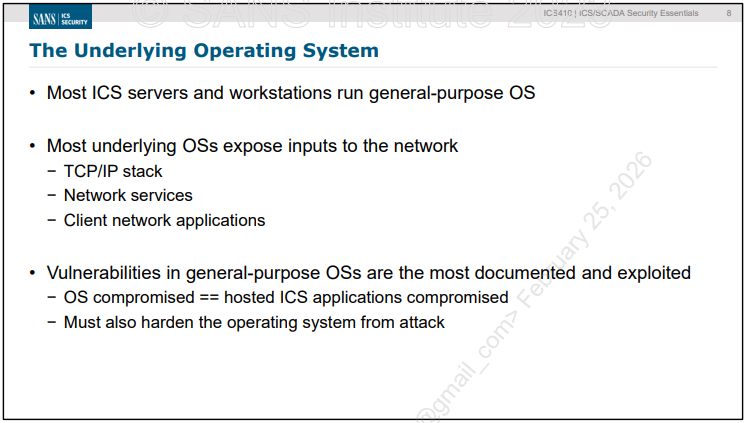 © SANS Institute 2026
SANS ICS SECURITY
ICS410 | ICS/SCADA Security Essentials 8
The Underlying Operating System
• Most ICS servers and workstations run general-purpose OS
• Most underlying OSs expose inputs to the network
− TCP/IP stack
− Network services
− Client network applications
• Vulnerabilities in general-purpose OSs are the most documented and exploited
− OS compromised == hosted ICS applications compromised
− Must also harden the operating system from attack
@gmail_com> February 25, 2026